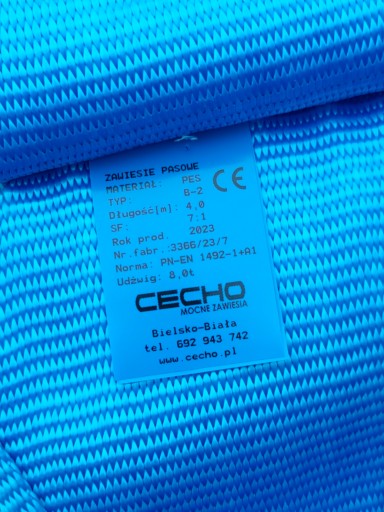 ZAWIESIE PASOWE
MATERIAŁ: PES
TYP: B-2
Długość[m]: 4,0
SF: 7:1
Rok prod. 2023
Nr.fabr.:3366/23/7
Norma: PN-EN 1492-1+A1
Udźwig: 8,0t
CE
CECHO
MOCNE ZAWIESIA
Bielsko-Biała
tel. 692 943 742
www.cecho.pl